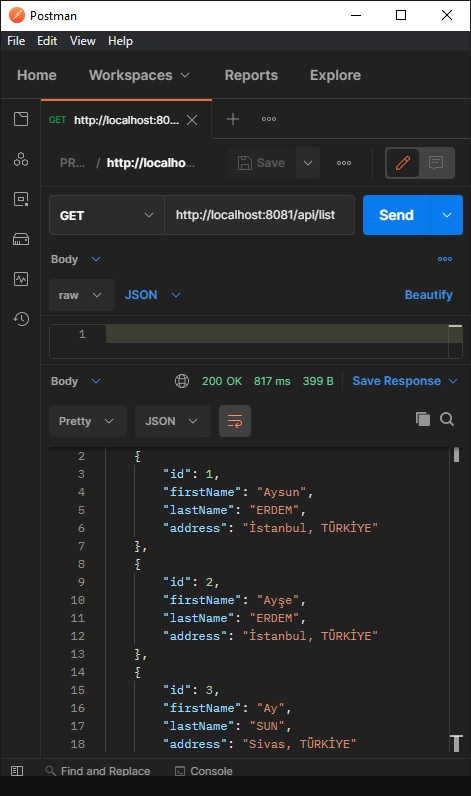 Postman
File Edit View Help
Home Workspaces Reports Explore
GET http://localhost:80...
PR... / http://localho... Save
GET http://localhost:8081/api/list Send
Body
raw JSON Beautify
1
Body 200 OK 817 ms 399 B Save Response
Pretty JSON
2 {
3 "id": 1,
4 "firstName": "Aysun",
5 "lastName": "ERDEM",
6 "address": "İstanbul, TÜRKİYE"
7 },
8 {
9 "id": 2,
10 "firstName": "Ayşe",
11 "lastName": "ERDEM",
12 "address": "İstanbul, TÜRKİYE"
13 },
14 {
15 "id": 3,
16 "firstName": "Ay",
17 "lastName": "SUN",
18 "address": "Sivas, TÜRKİYE"
Find and Replace Console